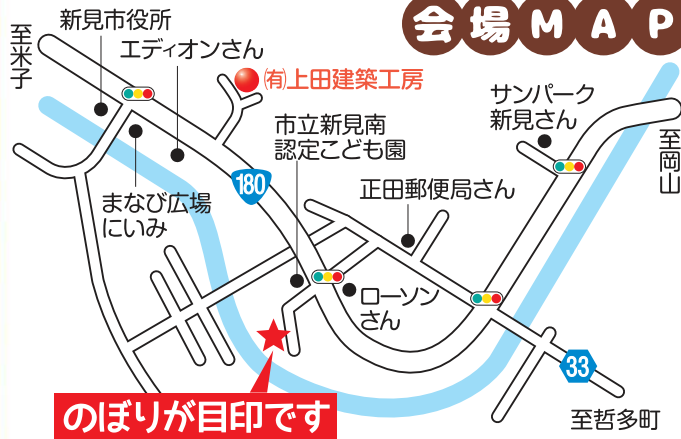 会場MAP
新見市役所
至米子
エディオンさん
㈲上田建築工房
サンパーク
新見さん
市立新見南
認定こども園
至岡山
180
正田郵便局さん
まなび広場
にいみ
ローソン
さん
33
のぼりが目印です
至哲多町